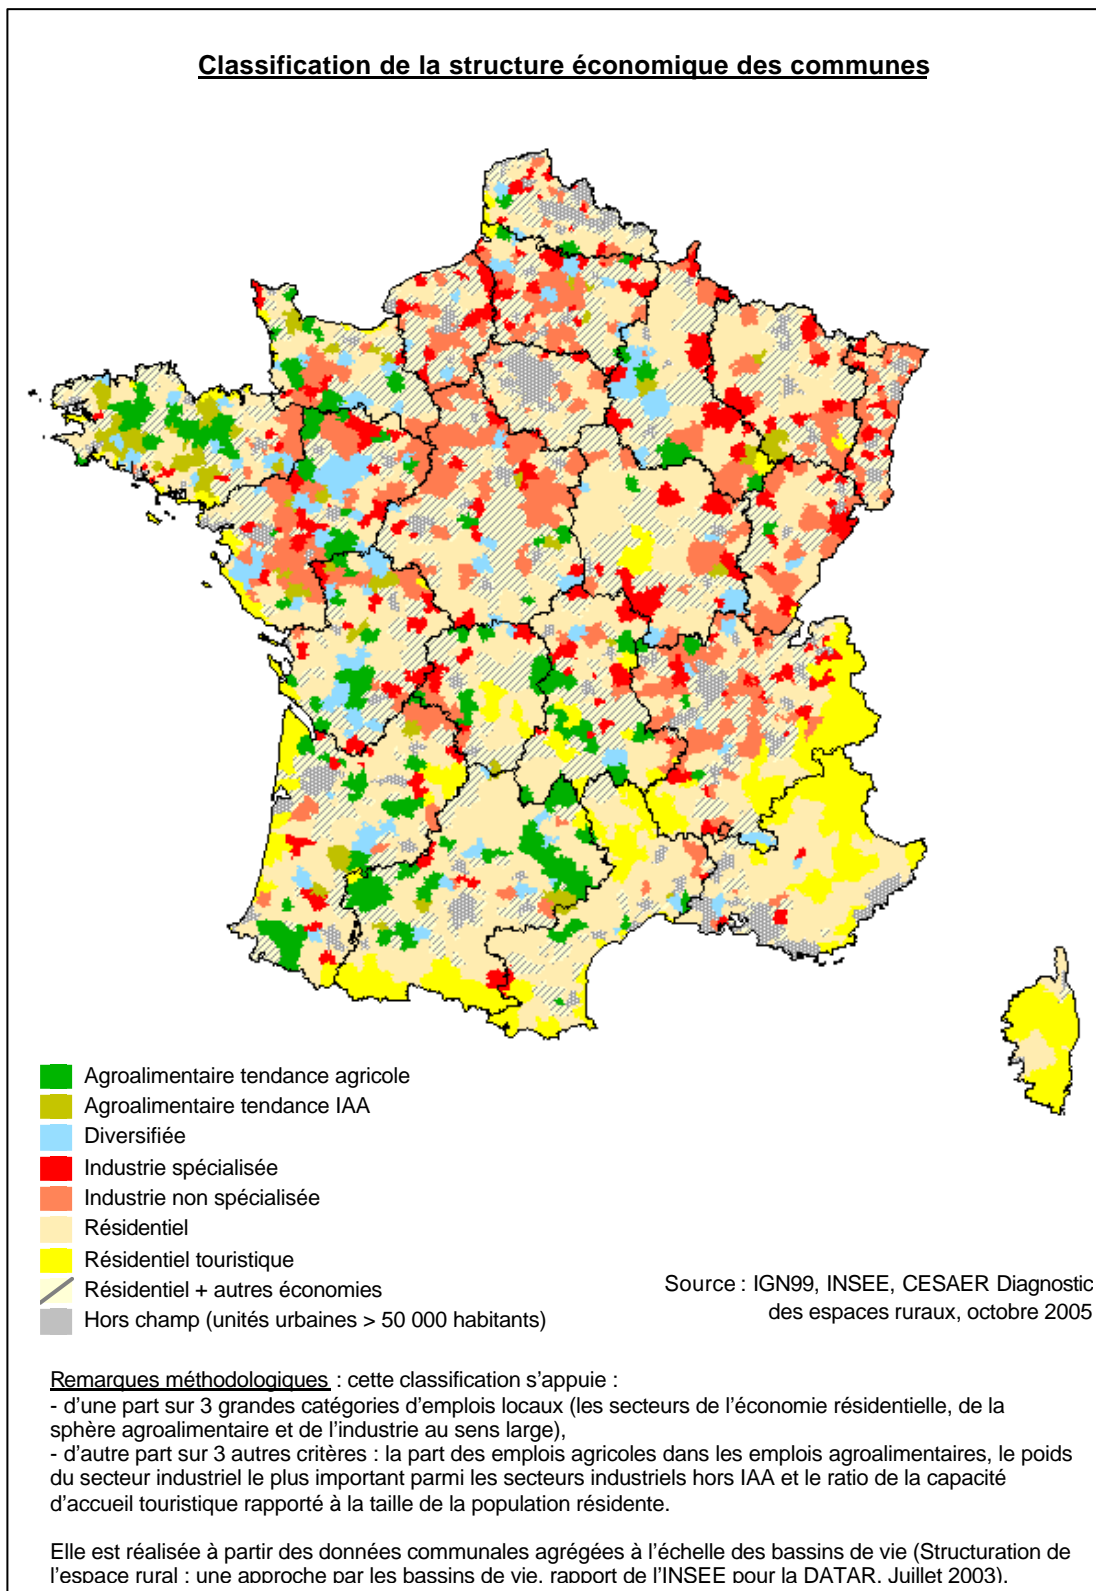 Classification de la structure économique des communes
Agroalimentaire tendance agricole
Agroalimentaire tendance IAA
Diversifiée
Industrie spécialisée
Industrie non spécialisée
Résidentiel
Résidentiel touristique
Résidentiel + autres économies
Hors champ (unités urbaines > 50 000 habitants)
Source : IGN99, INSEE, CESAER Diagnostic
des espaces ruraux, octobre 2005
Remarques méthodologiques : cette classification s'appuie :
- d'une part sur 3 grandes catégories d'emplois locaux (les secteurs de l'économie résidentielle, de la
sphère agroalimentaire et de l'industrie au sens large),
- d'autre part sur 3 autres critères : la part des emplois agricoles dans les emplois agroalimentaires, le poids
du secteur industriel le plus important parmi les secteurs industriels hors IAA et le ratio de la capacité
d'accueil touristique rapporté à la taille de la population résidente.
Elle est réalisée à partir des données communales agrégées à l'échelle des bassins de vie (Structuration de
l'espace rural : une approche par les bassins de vie, rapport de l'INSEE pour la DATAR, Juillet 2003).